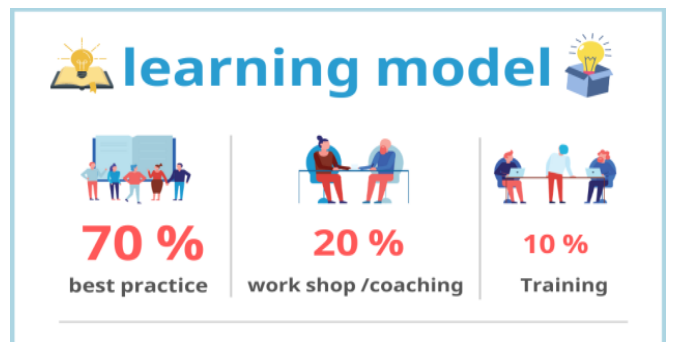 learning model
70 %
20 %
10 %
best practice
work shop /coaching
Training